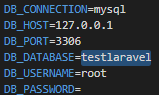 DB_CONNECTION=mysql
DB_HOST=127.0.0.1
DB_PORT=3306
DB_DATABASE=testlaravel
DB_USERNAME=root
DB_PASSWORD=